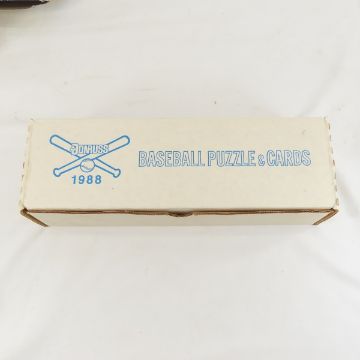 DONRUSS
1988
BASEBALL PUZZLE & CARDS